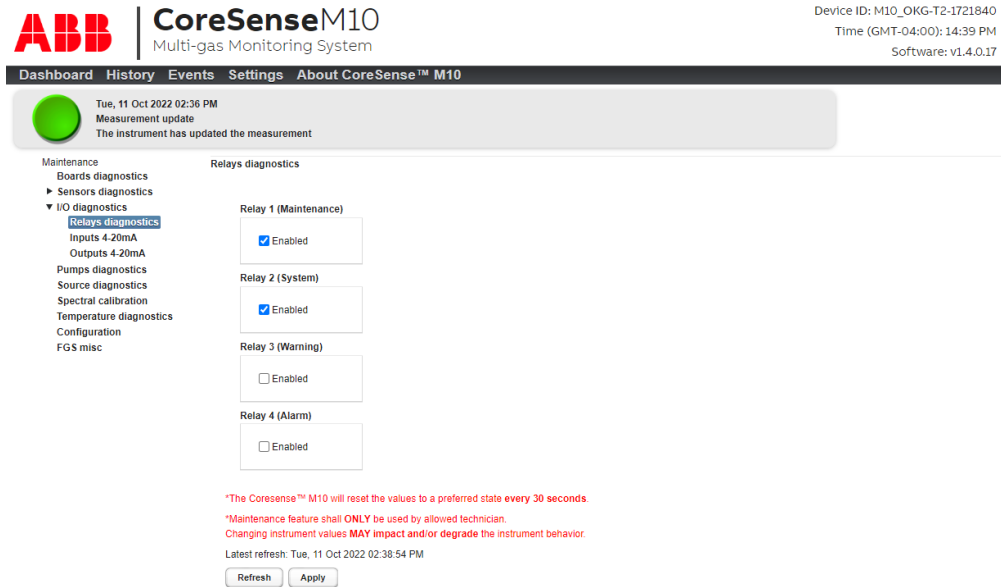 ABB
CoreSenseM10
Multi-gas Monitoring System
Device ID: M10_OKG-T2-1721840
Time (GMT-04:00): 14:39 PM
Software: v1.4.0.17
Dashboard History Events Settings About CoreSense™ M10
Tue, 11 Oct 2022 02:36 PM
Measurement update
The instrument has updated the measurement
Maintenance
Boards diagnostics
Sensors diagnostics
I/O diagnostics
Relays diagnostics
Inputs 4-20mA
Outputs 4-20mA
Pumps diagnostics
Source diagnostics
Spectral calibration
Temperature diagnostics
Configuration
FGS misc
Relays diagnostics
Relay 1 (Maintenance)
Enabled
Relay 2 (System)
Enabled
Relay 3 (Warning)
Enabled
Relay 4 (Alarm)
Enabled
*The Coresense™ M10 will reset the values to a preferred state every 30 seconds.
*Maintenance feature shall ONLY be used by allowed technician.
Changing instrument values MAY impact and/or degrade the instrument behavior.
Latest refresh: Tue, 11 Oct 2022 02:38:54 PM
Refresh Apply